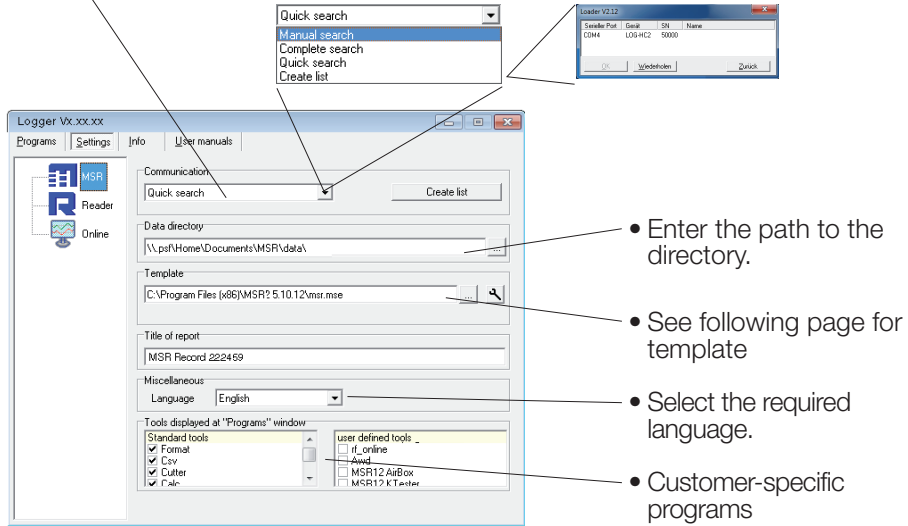 Quick search
Manual search
Complete search
Quick search
Create list
Loader V2.12
Serieller Port Gerät SN Name
COM4 LOG-HC2 50000
OK Wiederholen Zurück
Logger Vx.xx.xx
Programs Settings Info User manuals
MSR
Reader
Online
Communication
Quick search Create list
Data directory
\\.psf\Home\Documents\MSR\data\ ...
Template
C:\Program Files (x86)\MSR? 5.10.12\msr.mse ...
Title of report
MSR Record 222459
Miscellaneous
Language English
Tools displayed at "Programs" window
Standard tools
Format
Csv
Cutter
Calc
user defined tools _
rf_online
Awd
MSR12 AirBox
MSR12 KTester
• Enter the path to the
directory.
• See following page for
template
• Select the required
language.
• Customer-specific
programs